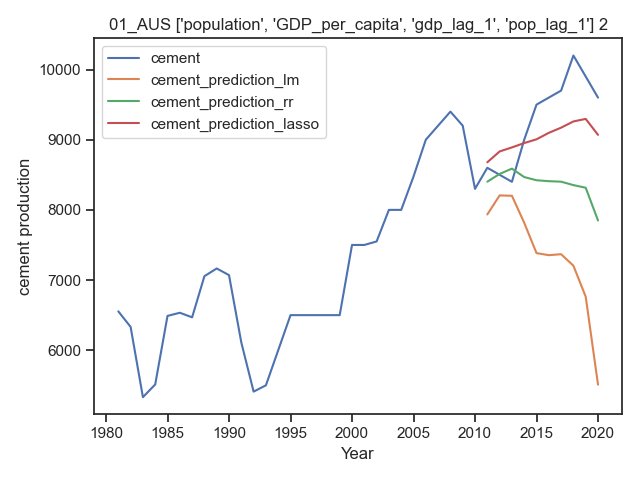 01_AUS ['population', 'GDP_per_capita', 'gdp_lag_1', 'pop_lag_1'] 2
cement
cement_prediction_lm
cement_prediction_rr
cement_prediction_lasso
cement production
10000
9000
8000
7000
6000
1980 1985 1990 1995 2000 2005 2010 2015 2020
Year